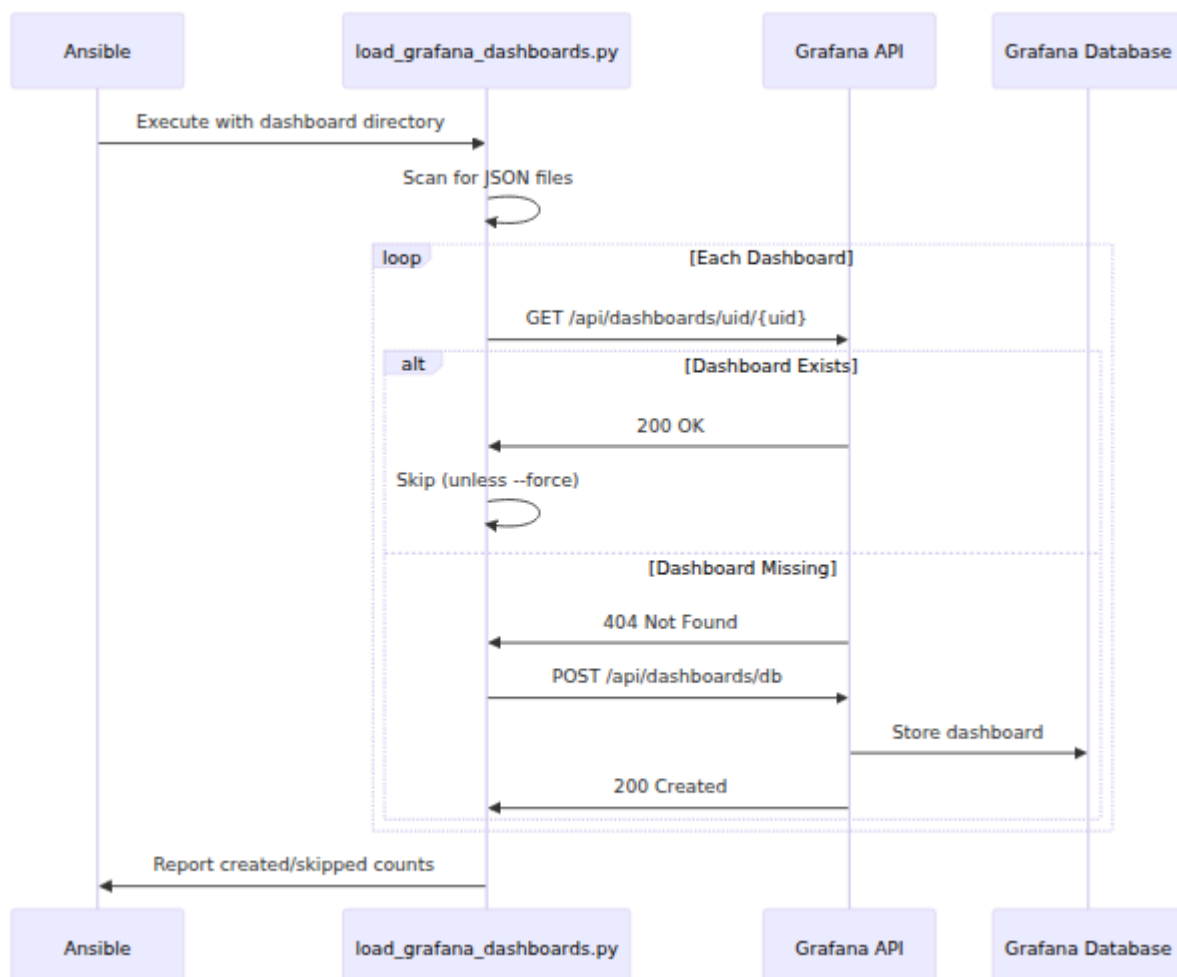 Ansible
load_grafana_dashboards.py
Grafana API
Grafana Database
Execute with dashboard directory
Scan for JSON files
loop
[Each Dashboard]
GET /api/dashboards/uid/{uid}
alt
[Dashboard Exists]
200 OK
Skip (unless --force)
[Dashboard Missing]
404 Not Found
POST /api/dashboards/db
Store dashboard
200 Created
Report created/skipped counts
Ansible
load_grafana_dashboards.py
Grafana API
Grafana Database